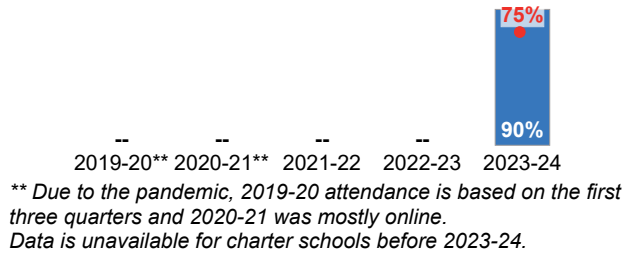 75%
90%
-- -- -- --
2019-20** 2020-21** 2021-22 2022-23 2023-24
** Due to the pandemic, 2019-20 attendance is based on the first
three quarters and 2020-21 was mostly online.
Data is unavailable for charter schools before 2023-24.